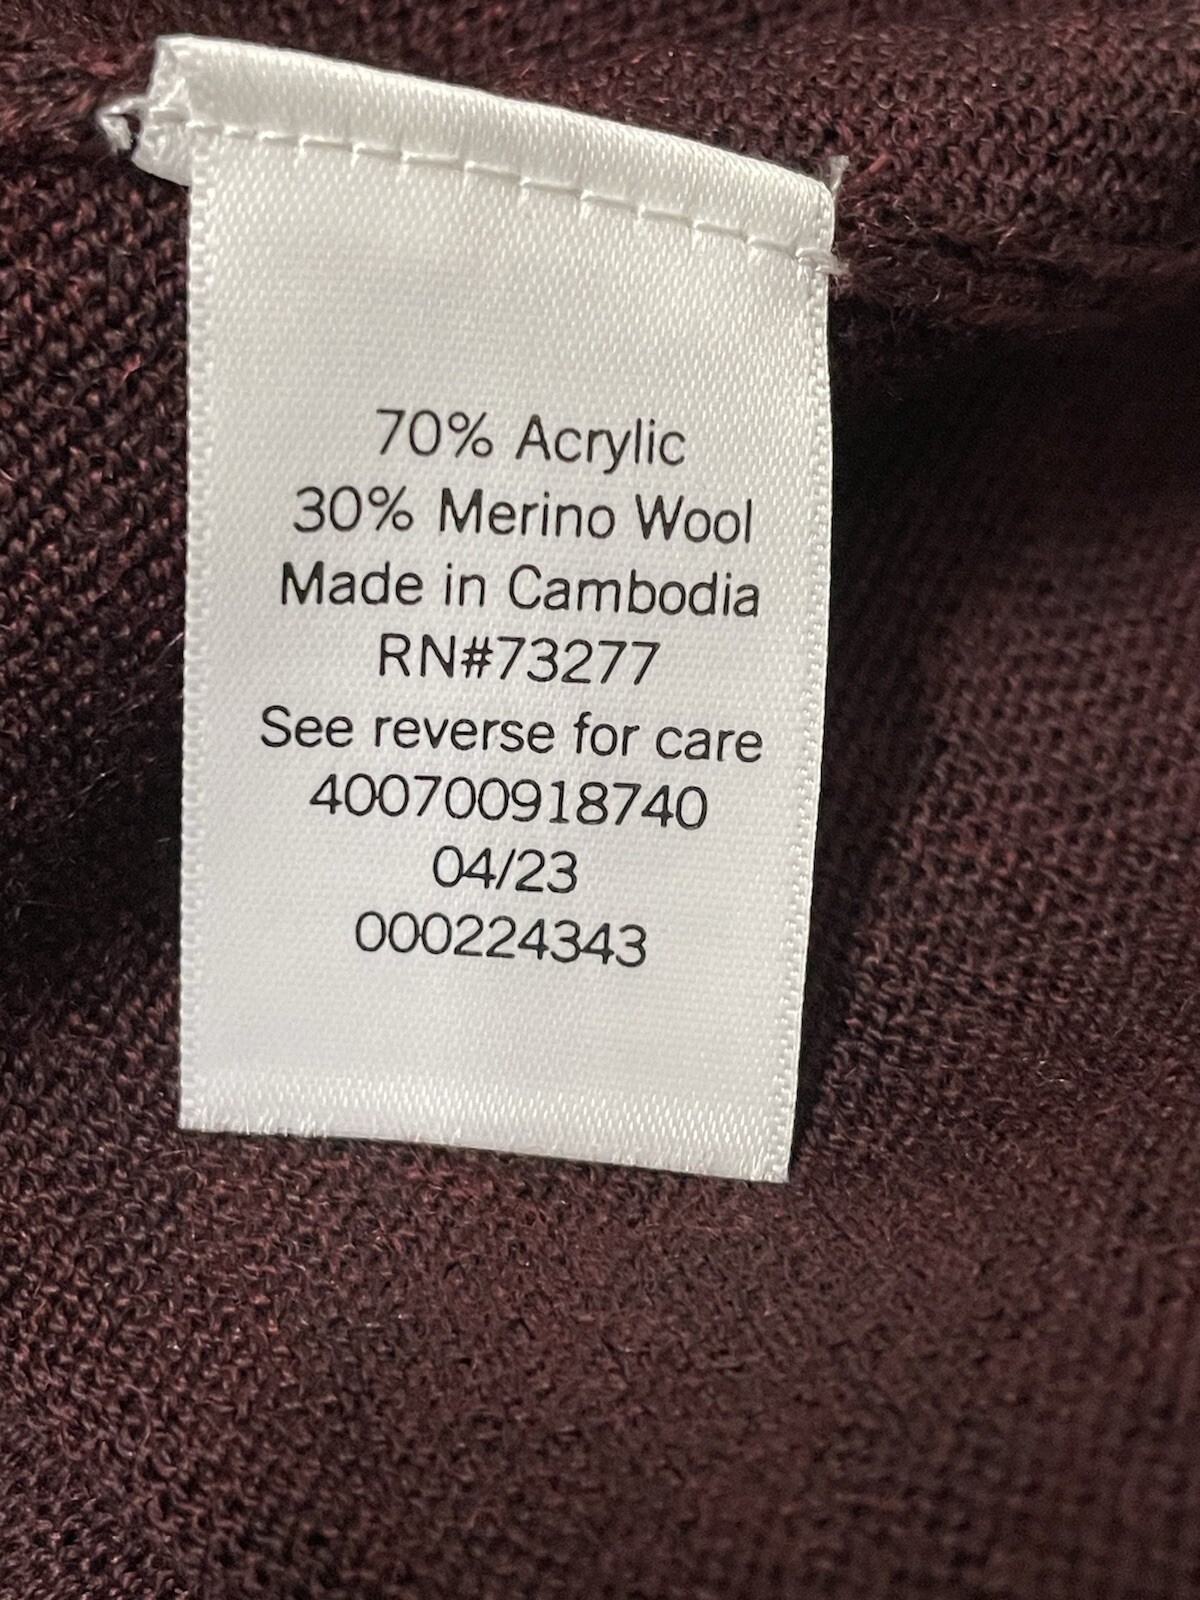 70% Acrylic
30% Merino Wool
Made in Cambodia
RN#73277
See reverse for care
400700918740
04/23
000224343